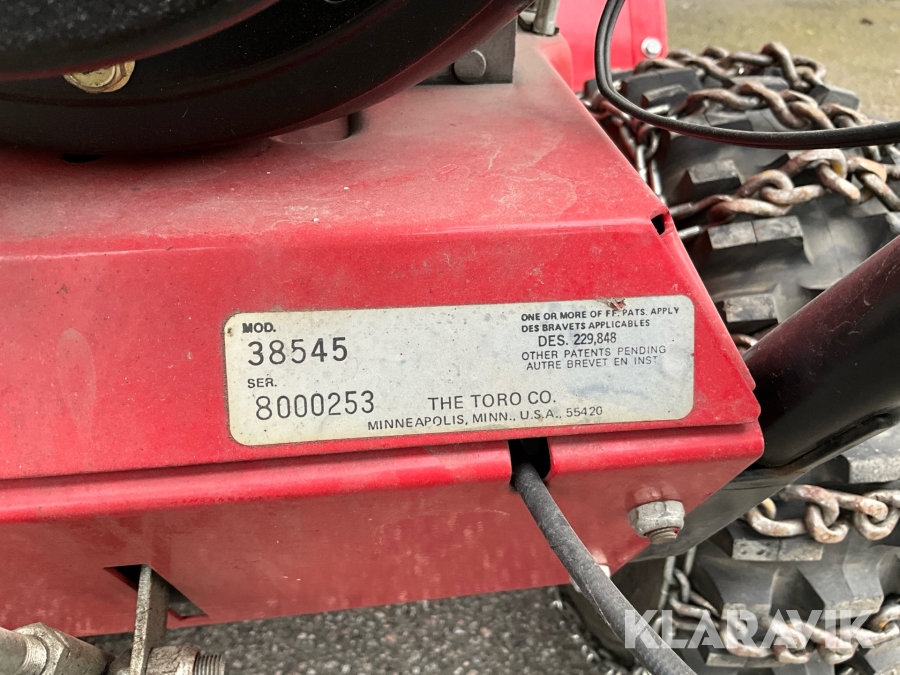 MOD.
38545
SER.
8000253
ONE OR MORE OF FF. PATS. APPLY
DES BRAVETS APPLICABLES
DES. 229,848
OTHER PATENTS PENDING
AUTRE BREVET EN INST
THE TORO CO.
MINNEAPOLIS, MINN., U.S.A., 55420
KLARAVIK